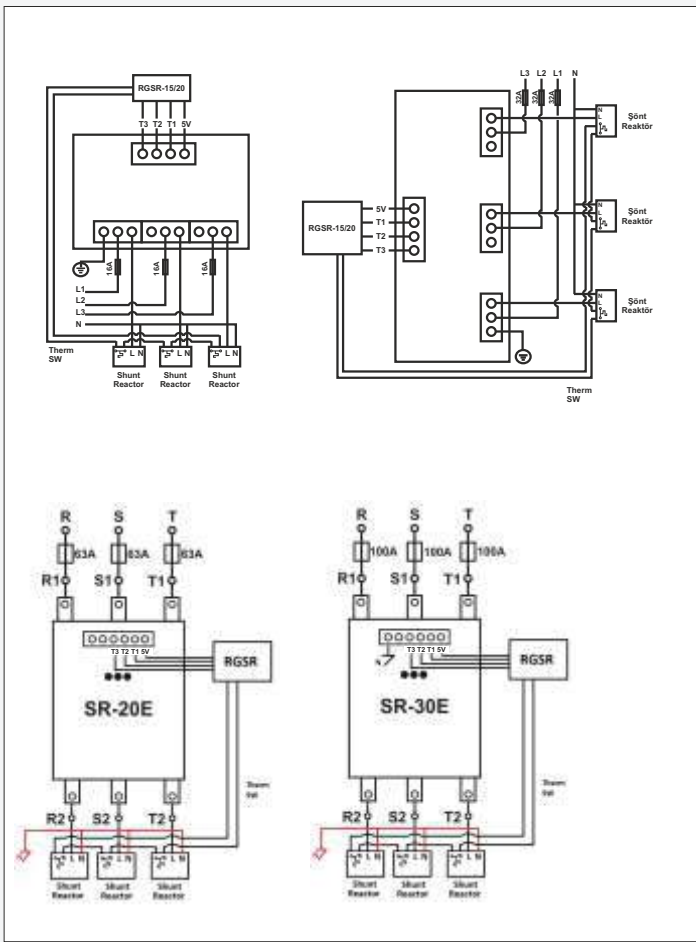 RGSR-15/20
T3 T2 T1 5V
16A 16A 16A
L1
L2
L3
N
Therm
SW
L N L N L N
Shunt
Reactor
Shunt
Reactor
Shunt
Reactor
L3 L2 L1 N
32A 32A 32A
N
L
Şönt
Reaktör
RGSR-15/20
5V
T1
T2
T3
N
L
Şönt
Reaktör
N
L
Şönt
Reaktör
Therm
SW
R S T
63A 63A 63A
R1 S1 T1
T3 T2 T1 5V
RGSR
SR-20E
Therm
SW
R2 S2 T2
L N L N L N
Shunt
Reactor
Shunt
Reactor
Shunt
Reactor
R S T
100A 100A 100A
R1 S1 T1
T3 T2 T1 5V
N
RGSR
SR-30E
Therm
SW
R2 S2 T2
L N L N L N
Shunt
Reactor
Shunt
Reactor
Shunt
Reactor